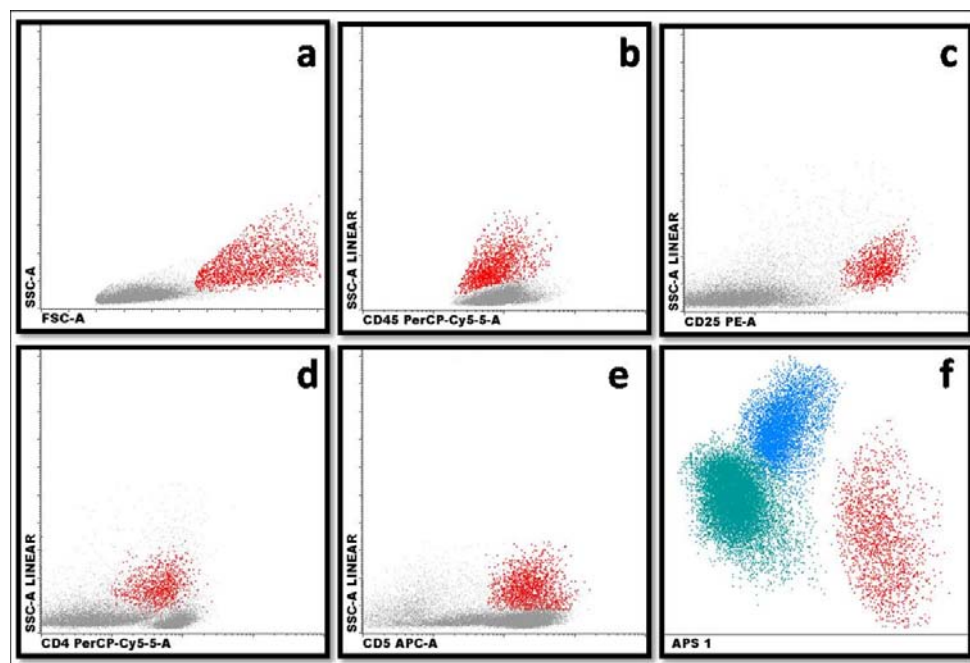 a
SSC-A
FSC-A
b
SSC-A LINEAR
CD45 PerCP-Cy5-5-A
c
SSC-A LINEAR
CD25 PE-A
d
SSC-A LINEAR
CD4 PerCP-Cy5-5-A
e
SSC-A LINEAR
CD5 APC-A
f
APS 1